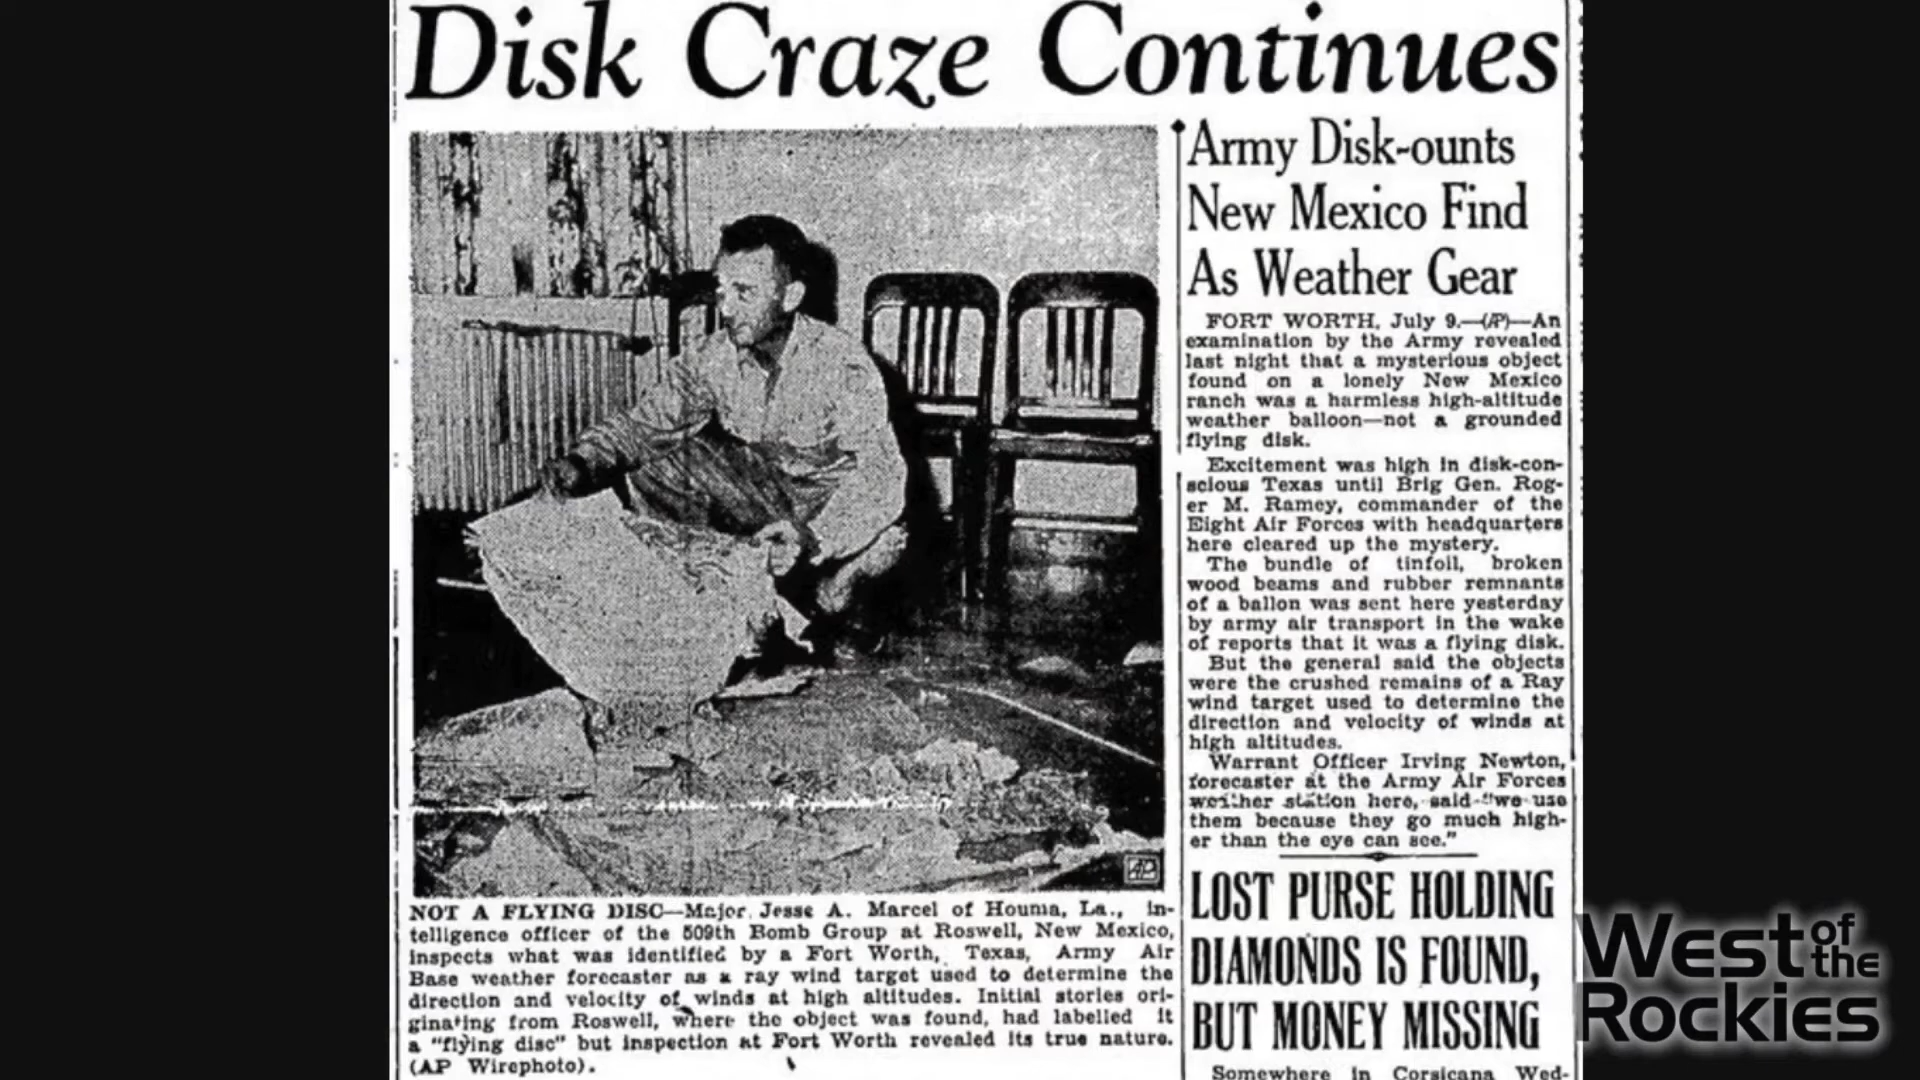 Disk Craze Continues
Army Disk-ounts
New Mexico Find
As Weather Gear
FORT WORTH, July 9.—(AP)—An
examination by the Army revealed
last night that a mysterious object
found on a lonely New Mexico
ranch was a harmless high-altitude
weather balloon—not a grounded
flying disk.
Excitement was high in disk-con-
scious Texas until Brig Gen. Rog-
er M. Ramey, commander of the
Eight Air Forces with headquarters
here cleared up the mystery.
The bundle of tinfoil, broken
wood beams and rubber remnants
of a ballon was sent here yesterday
by army air transport in the wake
of reports that it was a flying disk.
But the general said the objects
were the crushed remains of a Ray
wind target used to determine the
direction and velocity of winds at
high altitudes.
Warrant Officer Irving Newton,
forecaster at the Army Air Forces
weather station here, said "we use
them because they go much high-
er than the eye can see."
LOST PURSE HOLDING
DIAMONDS IS FOUND,
BUT MONEY MISSING
Somewhere in Corsicana Wed-
AP
NOT A FLYING DISC—Major Jesse A. Marcel of Houma, La., in-
telligence officer of the 509th Bomb Group at Roswell, New Mexico,
inspects what was identified by a Fort Worth, Texas, Army Air
Base weather forecaster as a ray wind target used to determine the
direction and velocity of winds at high altitudes. Initial stories ori-
ginating from Roswell, where the object was found, had labelled it
a "flying disc" but inspection at Fort Worth revealed its true nature.
(AP Wirephoto).
West of the
Rockies